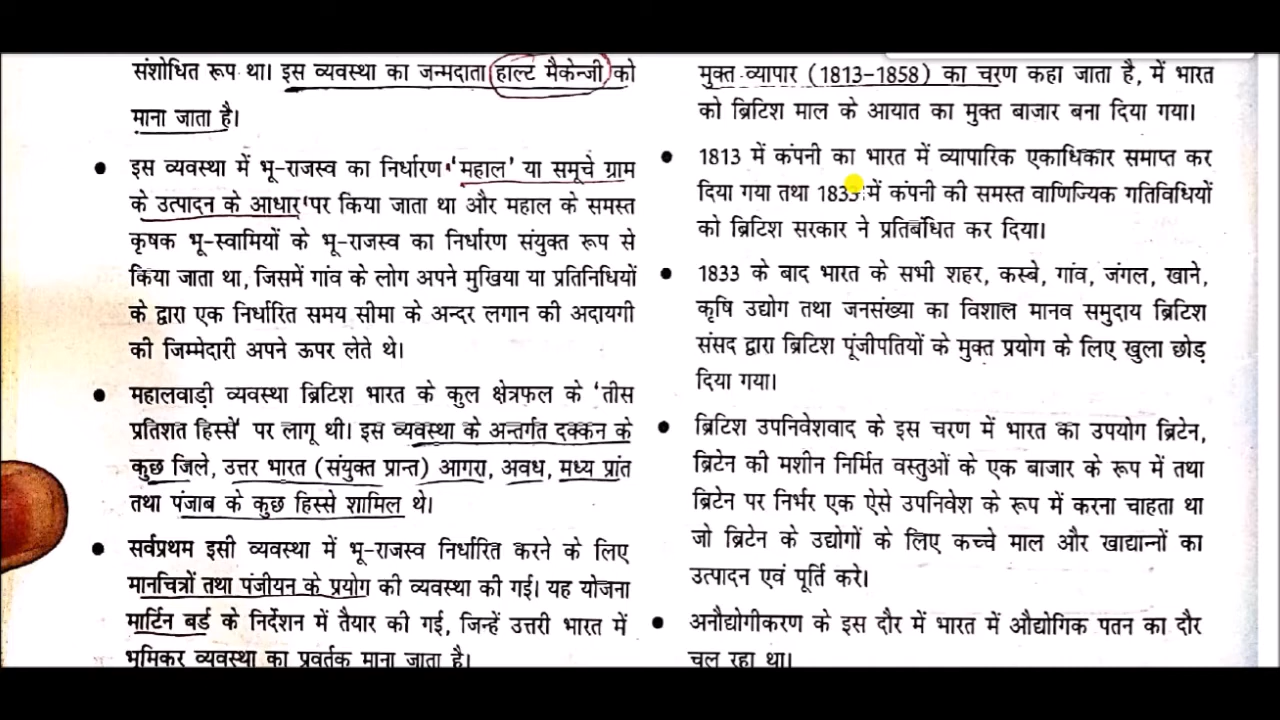 संशोधित रूप था। इस व्यवस्था का जन्मदाता हाल्ट मैकेन्जी को
माना जाता है।
• इस व्यवस्था में भू-राजस्व का निर्धारण 'महाल' या समूचे ग्राम
के उत्पादन के आधार पर किया जाता था और महाल के समस्त
कृषक भू-स्वामियों के भू-राजस्व का निर्धारण संयुक्त रूप से
किया जाता था, जिसमें गांव के लोग अपने मुखिया या प्रतिनिधियों
के द्वारा एक निर्धारित समय सीमा के अन्दर लगान की अदायगी
की जिम्मेदारी अपने ऊपर लेते थे।
• महालवाड़ी व्यवस्था ब्रिटिश भारत के कुल क्षेत्रफल के 'तीस
प्रतिशत हिस्से' पर लागू थी। इस व्यवस्था के अन्तर्गत दक्कन के
कुछ जिले, उत्तर भारत (संयुक्त प्रान्त) आगरा, अवध, मध्य प्रांत
तथा पंजाब के कुछ हिस्से शामिल थे।
• सर्वप्रथम इसी व्यवस्था में भू-राजस्व निर्धारित करने के लिए
मानचित्रों तथा पंजीयन के प्रयोग की व्यवस्था की गई। यह योजना
मार्टिन बर्ड के निर्देशन में तैयार की गई, जिन्हें उत्तरी भारत में
भूमिकर व्यवस्था का प्रवर्तक माना जाता है।
मुक्त व्यापार (1813-1858) का चरण कहा जाता है, में भारत
को ब्रिटिश माल के आयात का मुक्त बाजार बना दिया गया।
• 1813 में कंपनी का भारत में व्यापारिक एकाधिकार समाप्त कर
दिया गया तथा 1833 में कंपनी की समस्त वाणिज्यिक गतिविधियों
को ब्रिटिश सरकार ने प्रतिबंधित कर दिया।
• 1833 के बाद भारत के सभी शहर, कस्बे, गांव, जंगल, खाने,
कृषि उद्योग तथा जनसंख्या का विशाल मानव समुदाय ब्रिटिश
संसद द्वारा ब्रिटिश पूंजीपतियों के मुक्त प्रयोग के लिए खुला छोड़
दिया गया।
• ब्रिटिश उपनिवेशवाद के इस चरण में भारत का उपयोग ब्रिटेन,
ब्रिटेन की मशीन निर्मित वस्तुओं के एक बाजार के रूप में तथा
ब्रिटेन पर निर्भर एक ऐसे उपनिवेश के रूप में करना चाहता था
जो ब्रिटेन के उद्योगों के लिए कच्चे माल और खाद्यान्नों का
उत्पादन एवं पूर्ति करे।
• अनौद्योगीकरण के इस दौर में भारत में औद्योगिक पतन का दौर
चल रहा था।